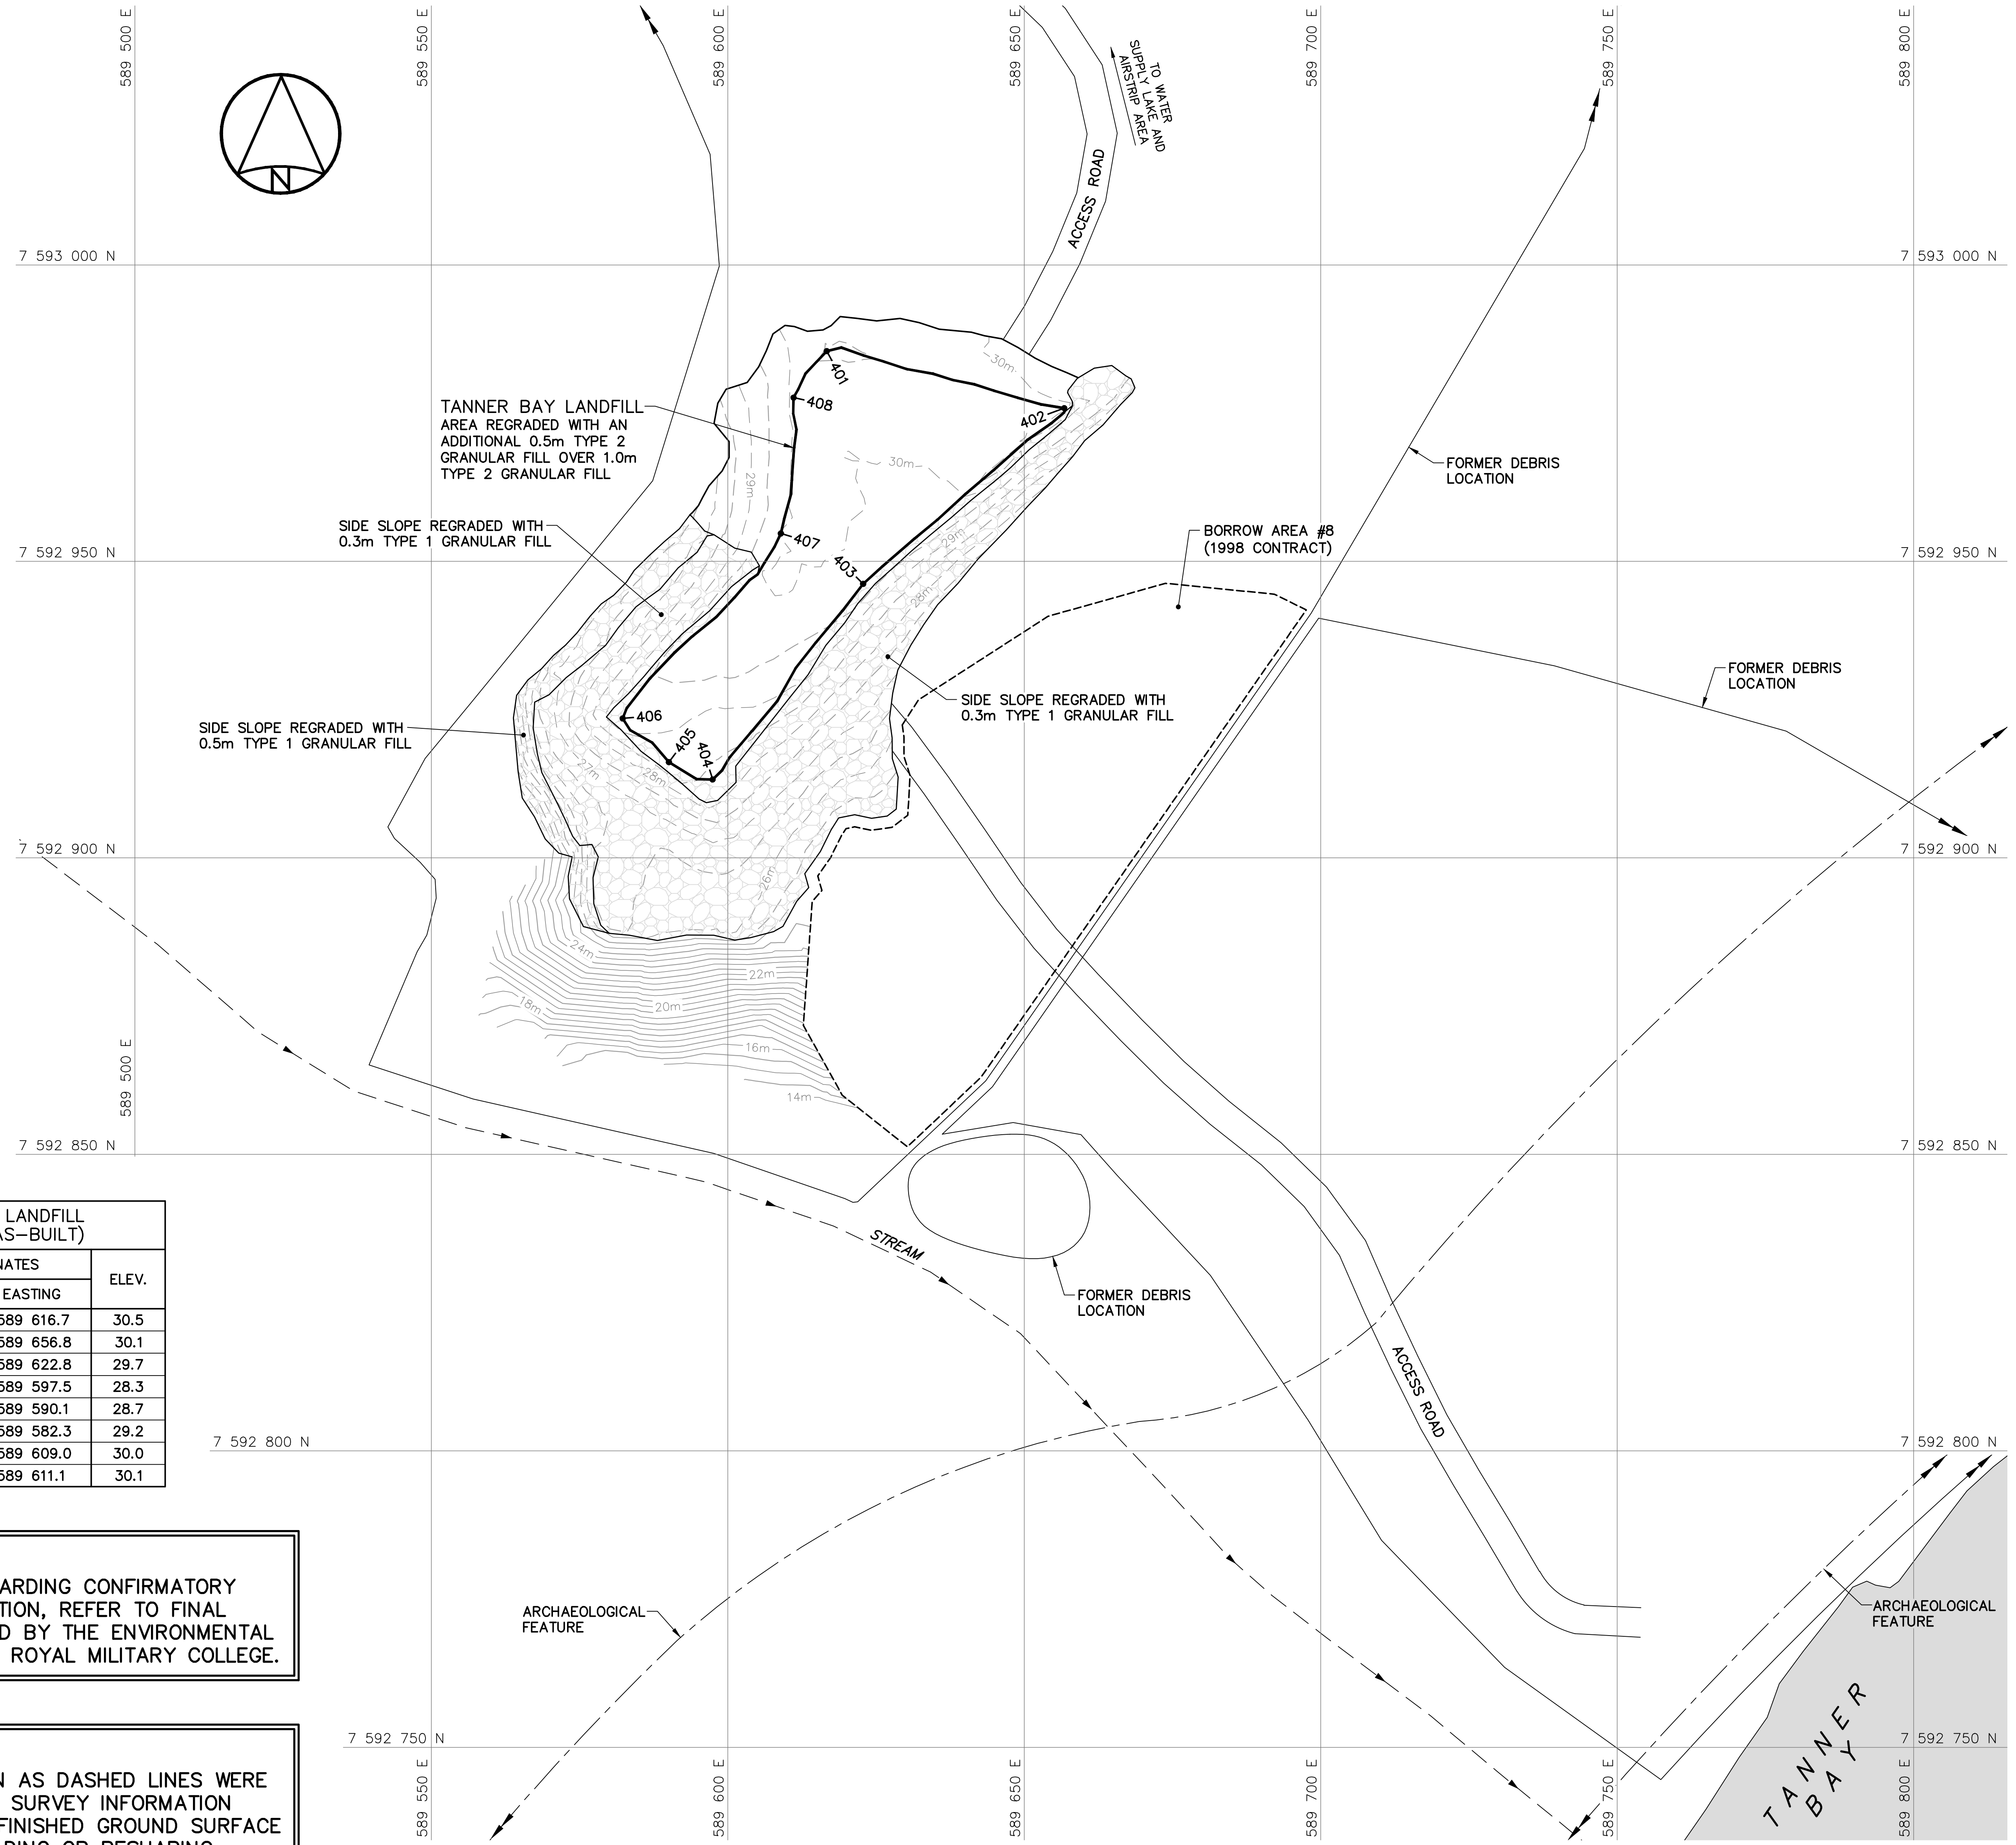 589 500 E
589 550 E
589 600 E
589 650 E
589 700 E
589 750 E
589 800 E
N
TO WATER
SUPPLY LAKE AND
AIRSTRIP AREA
ACCESS ROAD
7 593 000 N
7 593 000 N
30m
401
408
402
TANNER BAY LANDFILL
AREA REGRADED WITH AN
ADDITIONAL 0.5m TYPE 2
GRANULAR FILL OVER 1.0m
TYPE 2 GRANULAR FILL
30m
29m
FORMER DEBRIS
LOCATION
SIDE SLOPE REGRADED WITH
0.3m TYPE 1 GRANULAR FILL
407
403
29m
28m
BORROW AREA #8
(1998 CONTRACT)
7 592 950 N
7 592 950 N
FORMER DEBRIS
LOCATION
SIDE SLOPE REGRADED WITH
0.3m TYPE 1 GRANULAR FILL
406
405
404
SIDE SLOPE REGRADED WITH
0.5m TYPE 1 GRANULAR FILL
27m
28m
26m
7 592 900 N
7 592 900 N
24m
22m
20m
18m
16m
14m
589 500 E
7 592 850 N
7 592 850 N
STREAM
FORMER DEBRIS
LOCATION
LANDFILL
AS-BUILT)
NATES
EASTING
ELEV.
589 616.7 30.5
589 656.8 30.1
589 622.8 29.7
589 597.5 28.3
589 590.1 28.7
589 582.3 29.2
589 609.0 30.0
589 611.1 30.1
ACCESS ROAD
7 592 800 N
7 592 800 N
ARDING CONFIRMATORY
TION, REFER TO FINAL
D BY THE ENVIRONMENTAL
ROYAL MILITARY COLLEGE.
ARCHAEOLOGICAL
FEATURE
ARCHAEOLOGICAL
FEATURE
TANNER
BAY
7 592 750 N
7 592 750 N
N AS DASHED LINES WERE
SURVEY INFORMATION
FINISHED GROUND SURFACE
589 550 E
589 600 E
589 650 E
589 700 E
589 750 E
589 800 E